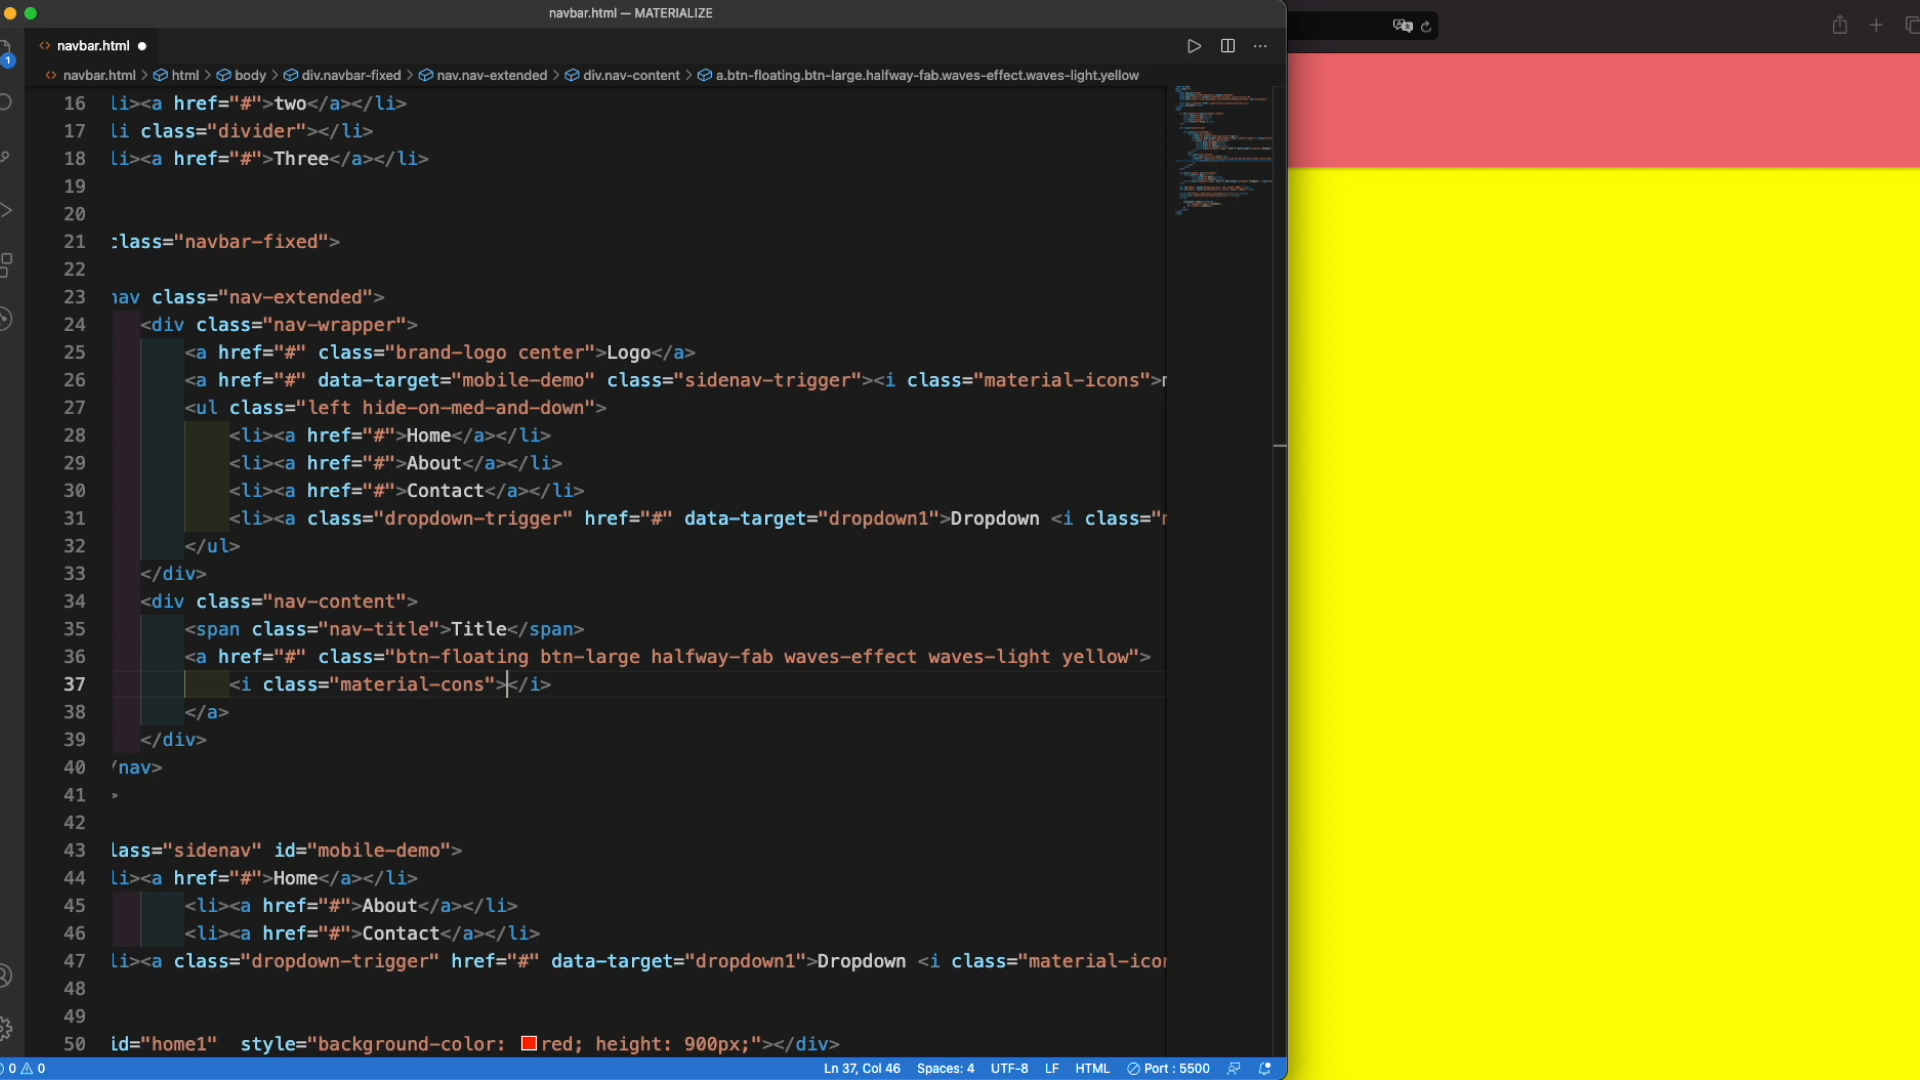 navbar.html — MATERIALIZE
<> navbar.html ●
1
<> navbar.html > html > body > div.navbar-fixed > nav.nav-extended > div.nav-content > a.btn-floating.btn-large.halfway-fab.waves-effect.waves-light.yellow
16 li><a href="#">two</a></li>
17 li class="divider"></li>
18 li><a href="#">Three</a></li>
19
20
21 class="navbar-fixed">
22
23 nav class="nav-extended">
24 <div class="nav-wrapper">
25 <a href="#" class="brand-logo center">Logo</a>
26 <a href="#" data-target="mobile-demo" class="sidenav-trigger"><i class="material-icons">
27 <ul class="left hide-on-med-and-down">
28 <li><a href="#">Home</a></li>
29 <li><a href="#">About</a></li>
30 <li><a href="#">Contact</a></li>
31 <li><a class="dropdown-trigger" href="#" data-target="dropdown1">Dropdown <i class="
32 </ul>
33 </div>
34 <div class="nav-content">
35 <span class="nav-title">Title</span>
36 <a href="#" class="btn-floating btn-large halfway-fab waves-effect waves-light yellow">
37 <i class="material-cons"></i>
38 </a>
39 </div>
40 /nav>
41 >
42
43 lass="sidenav" id="mobile-demo">
44 li><a href="#">Home</a></li>
45 <li><a href="#">About</a></li>
46 <li><a href="#">Contact</a></li>
47 li><a class="dropdown-trigger" href="#" data-target="dropdown1">Dropdown <i class="material-icon
48
49
50 id="home1" style="background-color: red; height: 900px;"></div>
0 0 Ln 37, Col 46 Spaces: 4 UTF-8 LF HTML Port : 5500